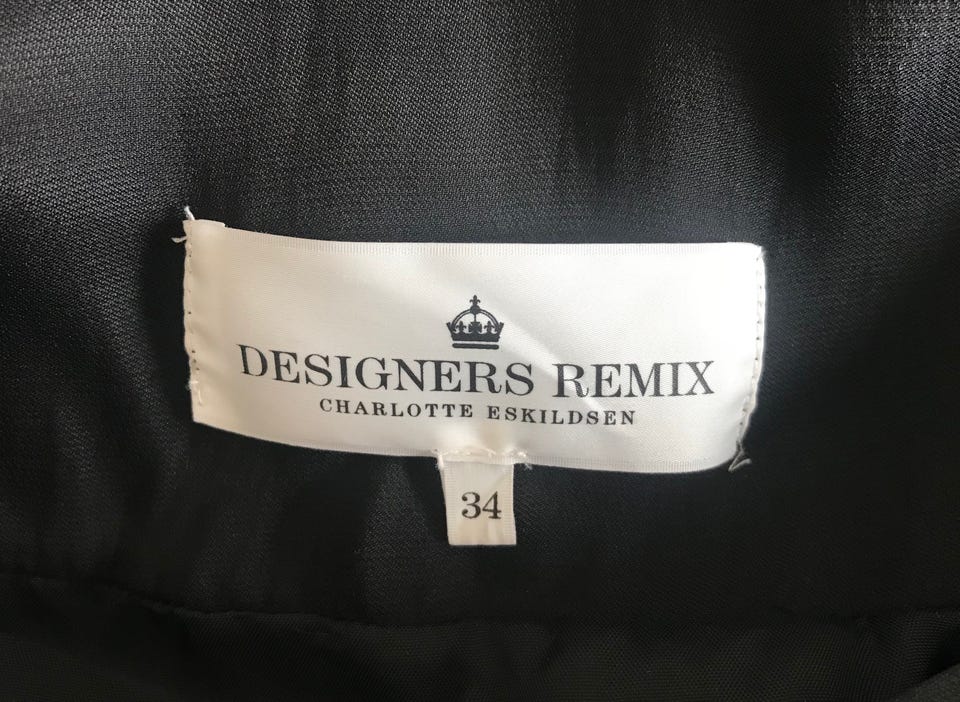 DESIGNERS REMIX
CHARLOTTE ESKILDSEN
34